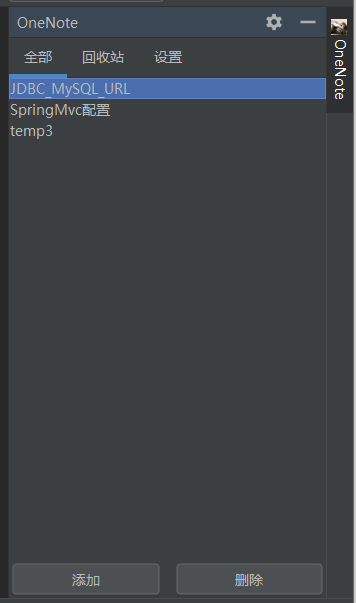 OneNote
全部 回收站 设置
JDBC_MySQL_URL
SpringMvc配置
temp3
添加 删除
OneNote